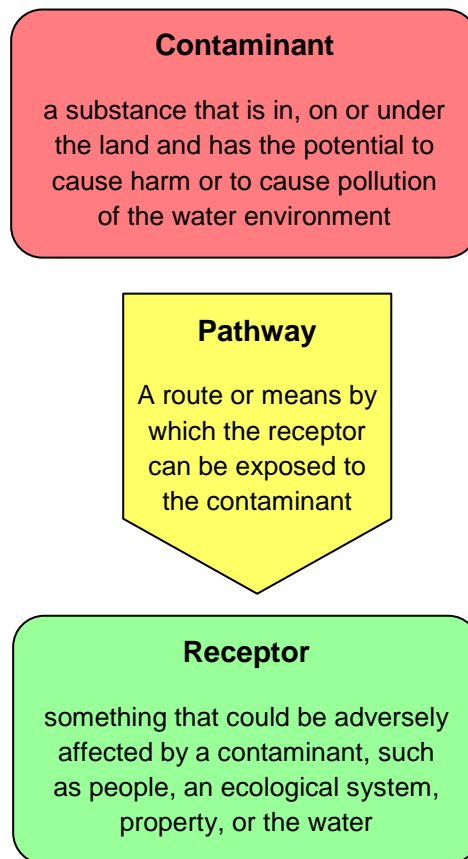 Contaminant
a substance that is in, on or under
the land and has the potential to
cause harm or to cause pollution
of the water environment
Pathway
A route or means by
which the receptor
can be exposed to
the contaminant
Receptor
something that could be adversely
affected by a contaminant, such
as people, an ecological system,
property, or the water